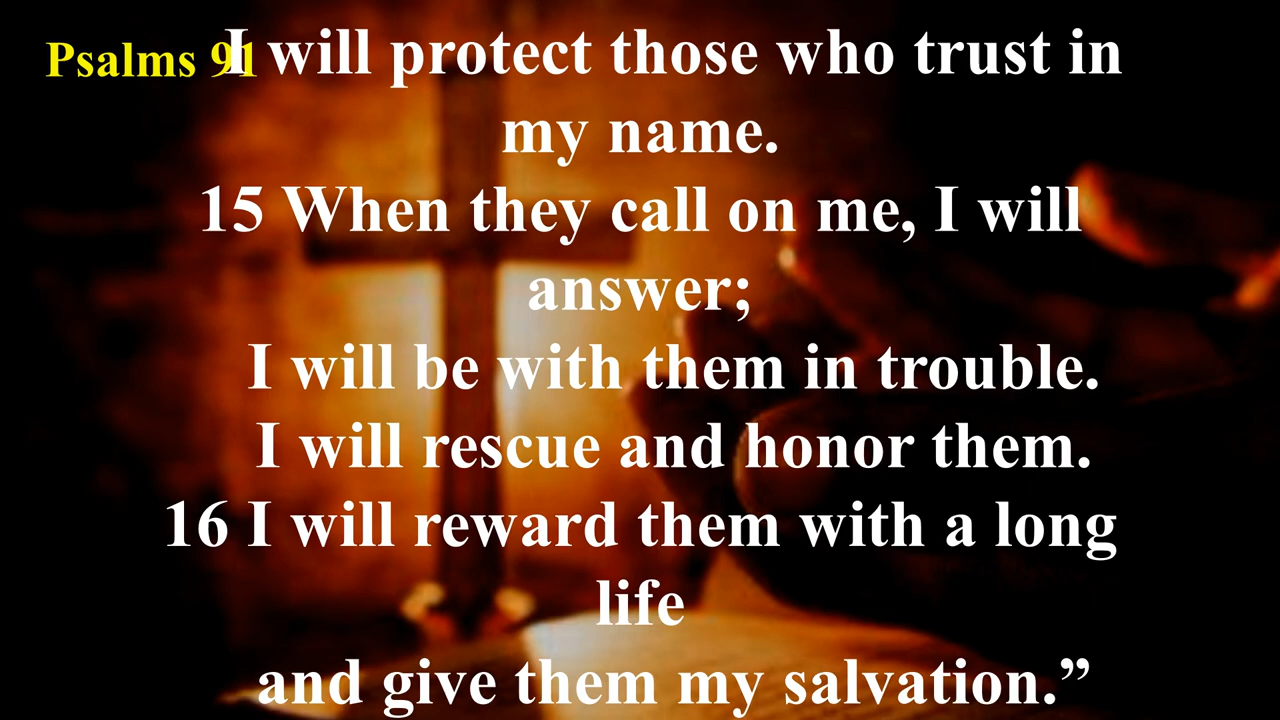 Psalms 91
I will protect those who trust in
my name.
15 When they call on me, I will
answer;
I will be with them in trouble.
I will rescue and honor them.
16 I will reward them with a long
life
and give them my salvation.”